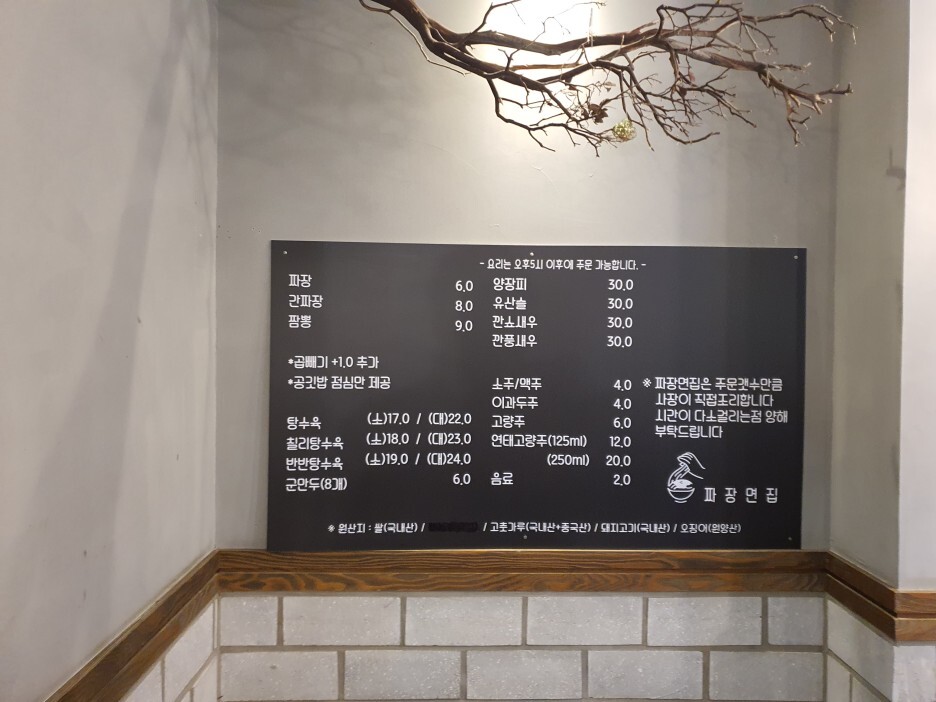 짜장 6.0
간짜장 8.0
짬뽕 9.0
*곱빼기 +1.0 추가
*공깃밥 점심만 제공
탕수육 (소)17.0 / (대)22.0
칠리탕수육 (소)18.0 / (대)23.0
반반탕수육 (소)19.0 / (대)24.0
군만두(8개) 6.0
- 요리는 오후5시 이후에 주문 가능합니다. -
양장피 30.0
유산슬 30.0
깐쇼새우 30.0
깐풍새우 30.0
소주/맥주 4.0
이과두주 4.0
고량주 6.0
연태고량주(125ml) 12.0
(250ml) 20.0
음료 2.0
※ 짜장면집은 주문갯수만큼
사장이 직접조리합니다
시간이 다소걸리는점 양해
부탁드립니다
짜장면집
※ 원산지 : 쌀(국내산) / / 고춧가루(국내산+중국산) / 돼지고기(국내산) / 오징어(원양산)